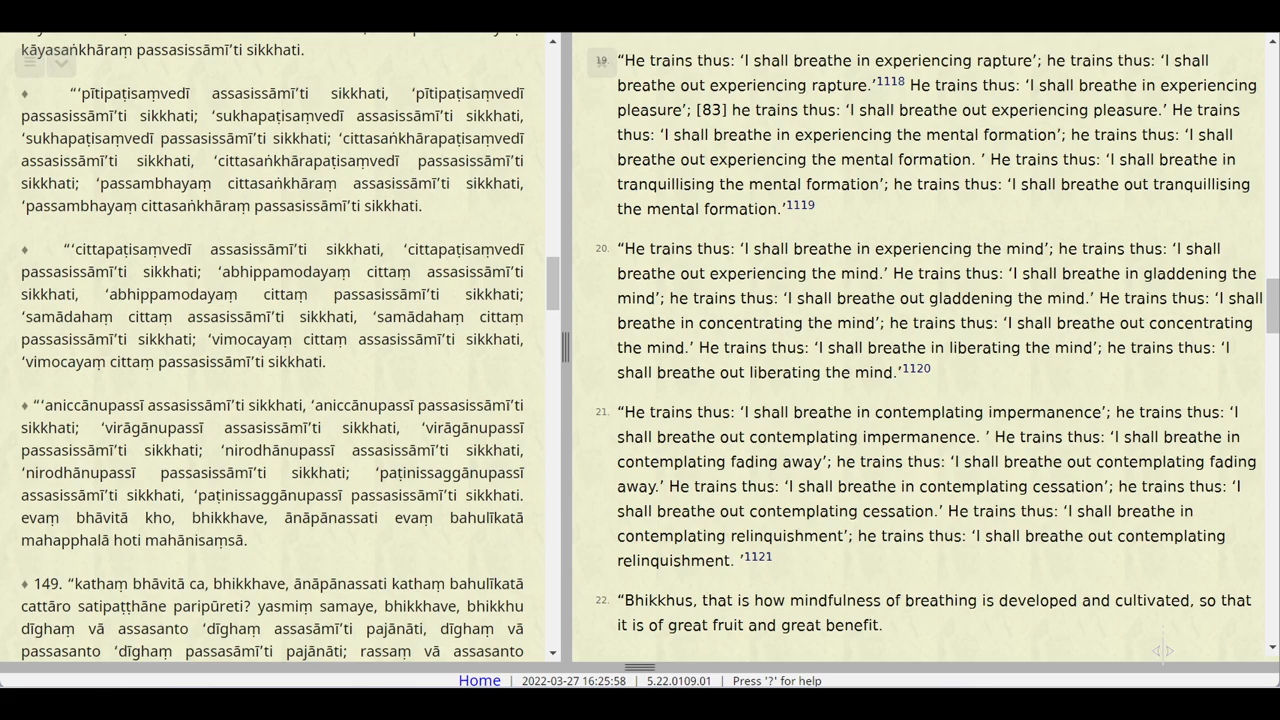 kāyasaṅkhāraṃ passasissāmī’ti sikkhati.
♦ “‘pītipaṭisaṃvedī assasissāmī’ti sikkhati, ‘pītipaṭisaṃvedī
passasissāmī’ti sikkhati; ‘sukhapaṭisaṃvedī assasissāmī’ti sikkhati,
‘sukhapaṭisaṃvedī passasissāmī’ti sikkhati; ‘cittasaṅkhārapaṭisaṃvedī
assasissāmī’ti sikkhati, ‘cittasaṅkhārapaṭisaṃvedī passasissāmī’ti
sikkhati; ‘passambhayaṃ cittasaṅkhāraṃ assasissāmī’ti sikkhati,
‘passambhayaṃ cittasaṅkhāraṃ passasissāmī’ti sikkhati.
♦ “‘cittapaṭisaṃvedī assasissāmī’ti sikkhati, ‘cittapaṭisaṃvedī
passasissāmī’ti sikkhati; ‘abhippamodayaṃ cittaṃ assasissāmī’ti
sikkhati, ‘abhippamodayaṃ cittaṃ passasissāmī’ti sikkhati;
‘samādahaṃ cittaṃ assasissāmī’ti sikkhati, ‘samādahaṃ cittaṃ
passasissāmī’ti sikkhati; ‘vimocayaṃ cittaṃ assasissāmī’ti sikkhati,
‘vimocayaṃ cittaṃ passasissāmī’ti sikkhati.
♦ “‘aniccānupassī assasissāmī’ti sikkhati, ‘aniccānupassī passasissāmī’ti
sikkhati; ‘virāgānupassī assasissāmī’ti sikkhati, ‘virāgānupassī
passasissāmī’ti sikkhati; ‘nirodhānupassī assasissāmī’ti sikkhati,
‘nirodhānupassī passasissāmī’ti sikkhati; ‘paṭinissaggānupassī
assasissāmī’ti sikkhati, ‘paṭinissaggānupassī passasissāmī’ti sikkhati.
evaṃ bhāvitā kho, bhikkhave, ānāpānassati evaṃ bahulīkatā
mahapphalā hoti mahānisaṃsā.
♦ 149. “kathaṃ bhāvitā ca, bhikkhave, ānāpānassati kathaṃ bahulīkatā
cattāro satipaṭṭhāne paripūreti? yasmiṃ samaye, bhikkhave, bhikkhu
dīghaṃ vā assasanto ‘dīghaṃ assasāmī’ti pajānāti, dīghaṃ vā
passasanto ‘dīghaṃ passasāmī’ti pajānāti; rassaṃ vā assasanto
19. “He trains thus: ‘I shall breathe in experiencing rapture’; he trains thus: ‘I shall
breathe out experiencing rapture.’1118 He trains thus: ‘I shall breathe in experiencing
pleasure’; [83] he trains thus: ‘I shall breathe out experiencing pleasure.’ He trains
thus: ‘I shall breathe in experiencing the mental formation’; he trains thus: ‘I shall
breathe out experiencing the mental formation. ’ He trains thus: ‘I shall breathe in
tranquillising the mental formation’; he trains thus: ‘I shall breathe out tranquillising
the mental formation.’1119
20. “He trains thus: ‘I shall breathe in experiencing the mind’; he trains thus: ‘I shall
breathe out experiencing the mind.’ He trains thus: ‘I shall breathe in gladdening the
mind’; he trains thus: ‘I shall breathe out gladdening the mind.’ He trains thus: ‘I shall
breathe in concentrating the mind’; he trains thus: ‘I shall breathe out concentrating
the mind.’ He trains thus: ‘I shall breathe in liberating the mind’; he trains thus: ‘I
shall breathe out liberating the mind.’1120
21. “He trains thus: ‘I shall breathe in contemplating impermanence’; he trains thus: ‘I
shall breathe out contemplating impermanence. ’ He trains thus: ‘I shall breathe in
contemplating fading away’; he trains thus: ‘I shall breathe out contemplating fading
away.’ He trains thus: ‘I shall breathe in contemplating cessation’; he trains thus: ‘I
shall breathe out contemplating cessation.’ He trains thus: ‘I shall breathe in
contemplating relinquishment’; he trains thus: ‘I shall breathe out contemplating
relinquishment. ’1121
22. “Bhikkhus, that is how mindfulness of breathing is developed and cultivated, so that
it is of great fruit and great benefit.
Home | 2022-03-27 16:25:58 | 5.22.0109.01 | Press '?' for help